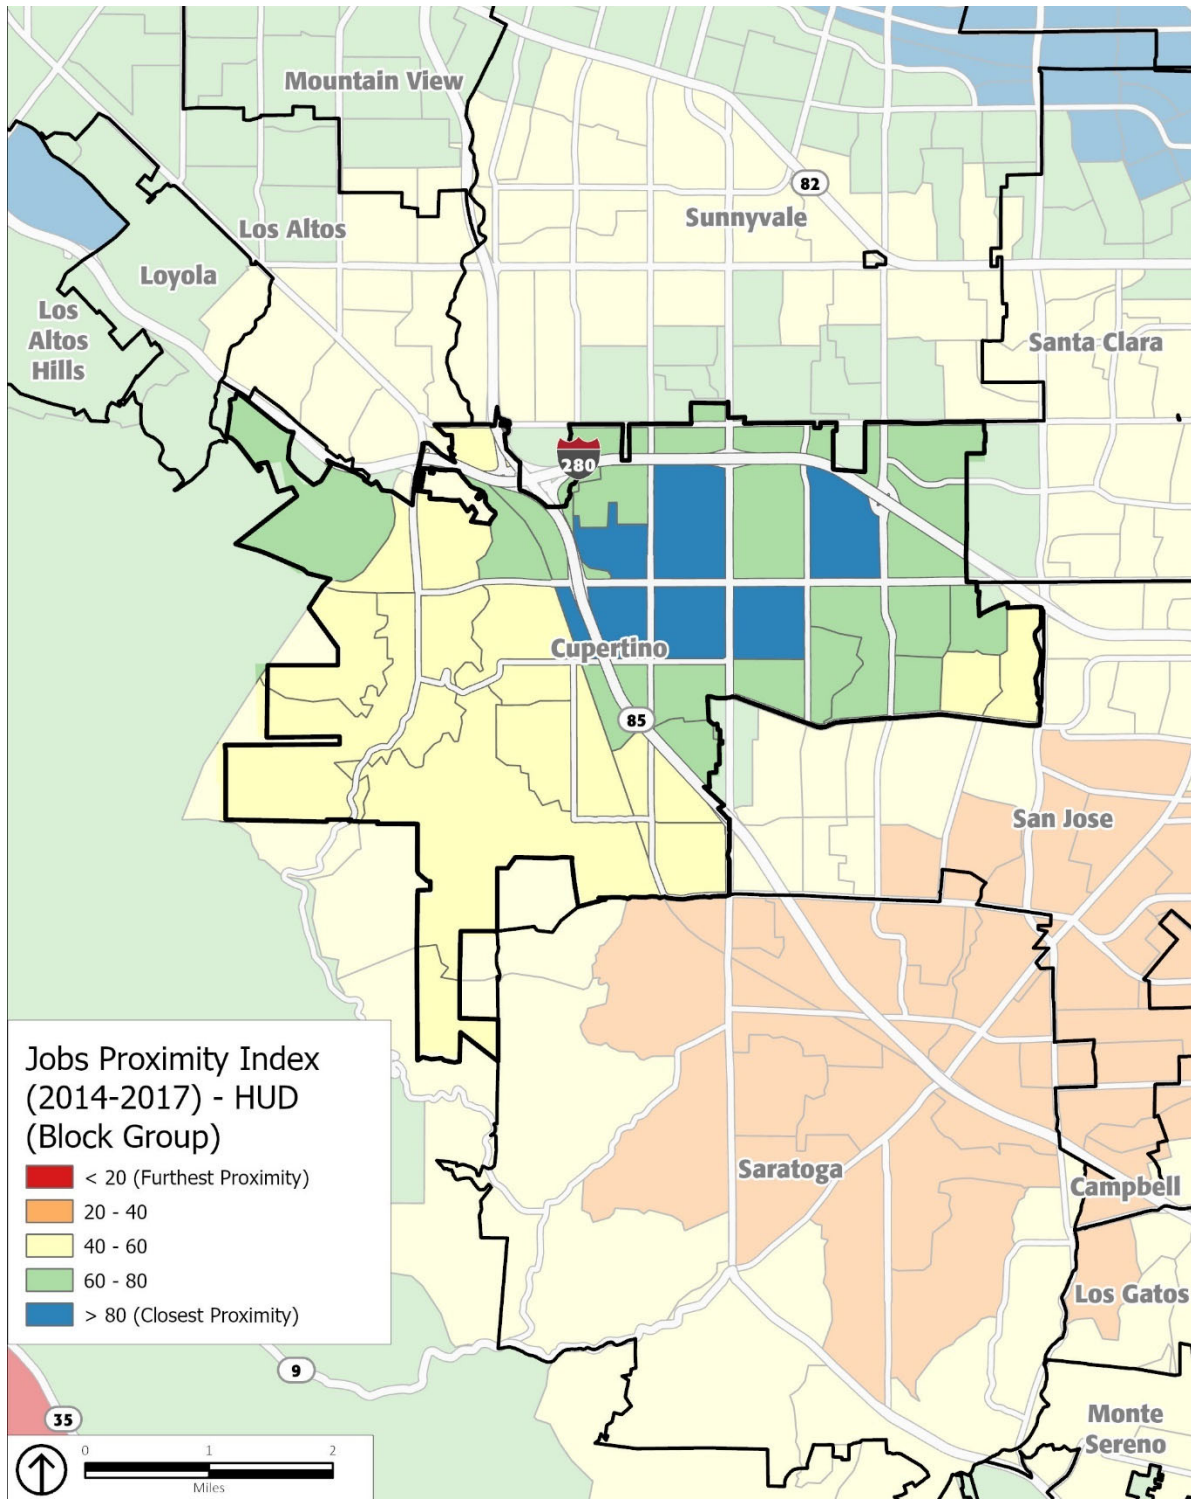 Mountain View
82
Sunnyvale
Los Altos
Loyola
Los
Altos
Hills
Santa Clara
280
Cupertino
85
San Jose
Jobs Proximity Index
(2014-2017) - HUD
(Block Group)
< 20 (Furthest Proximity)
20 - 40
40 - 60
60 - 80
> 80 (Closest Proximity)
Saratoga
Campbell
Los Gatos
9
35
Monte
Sereno
0 1 2
Miles